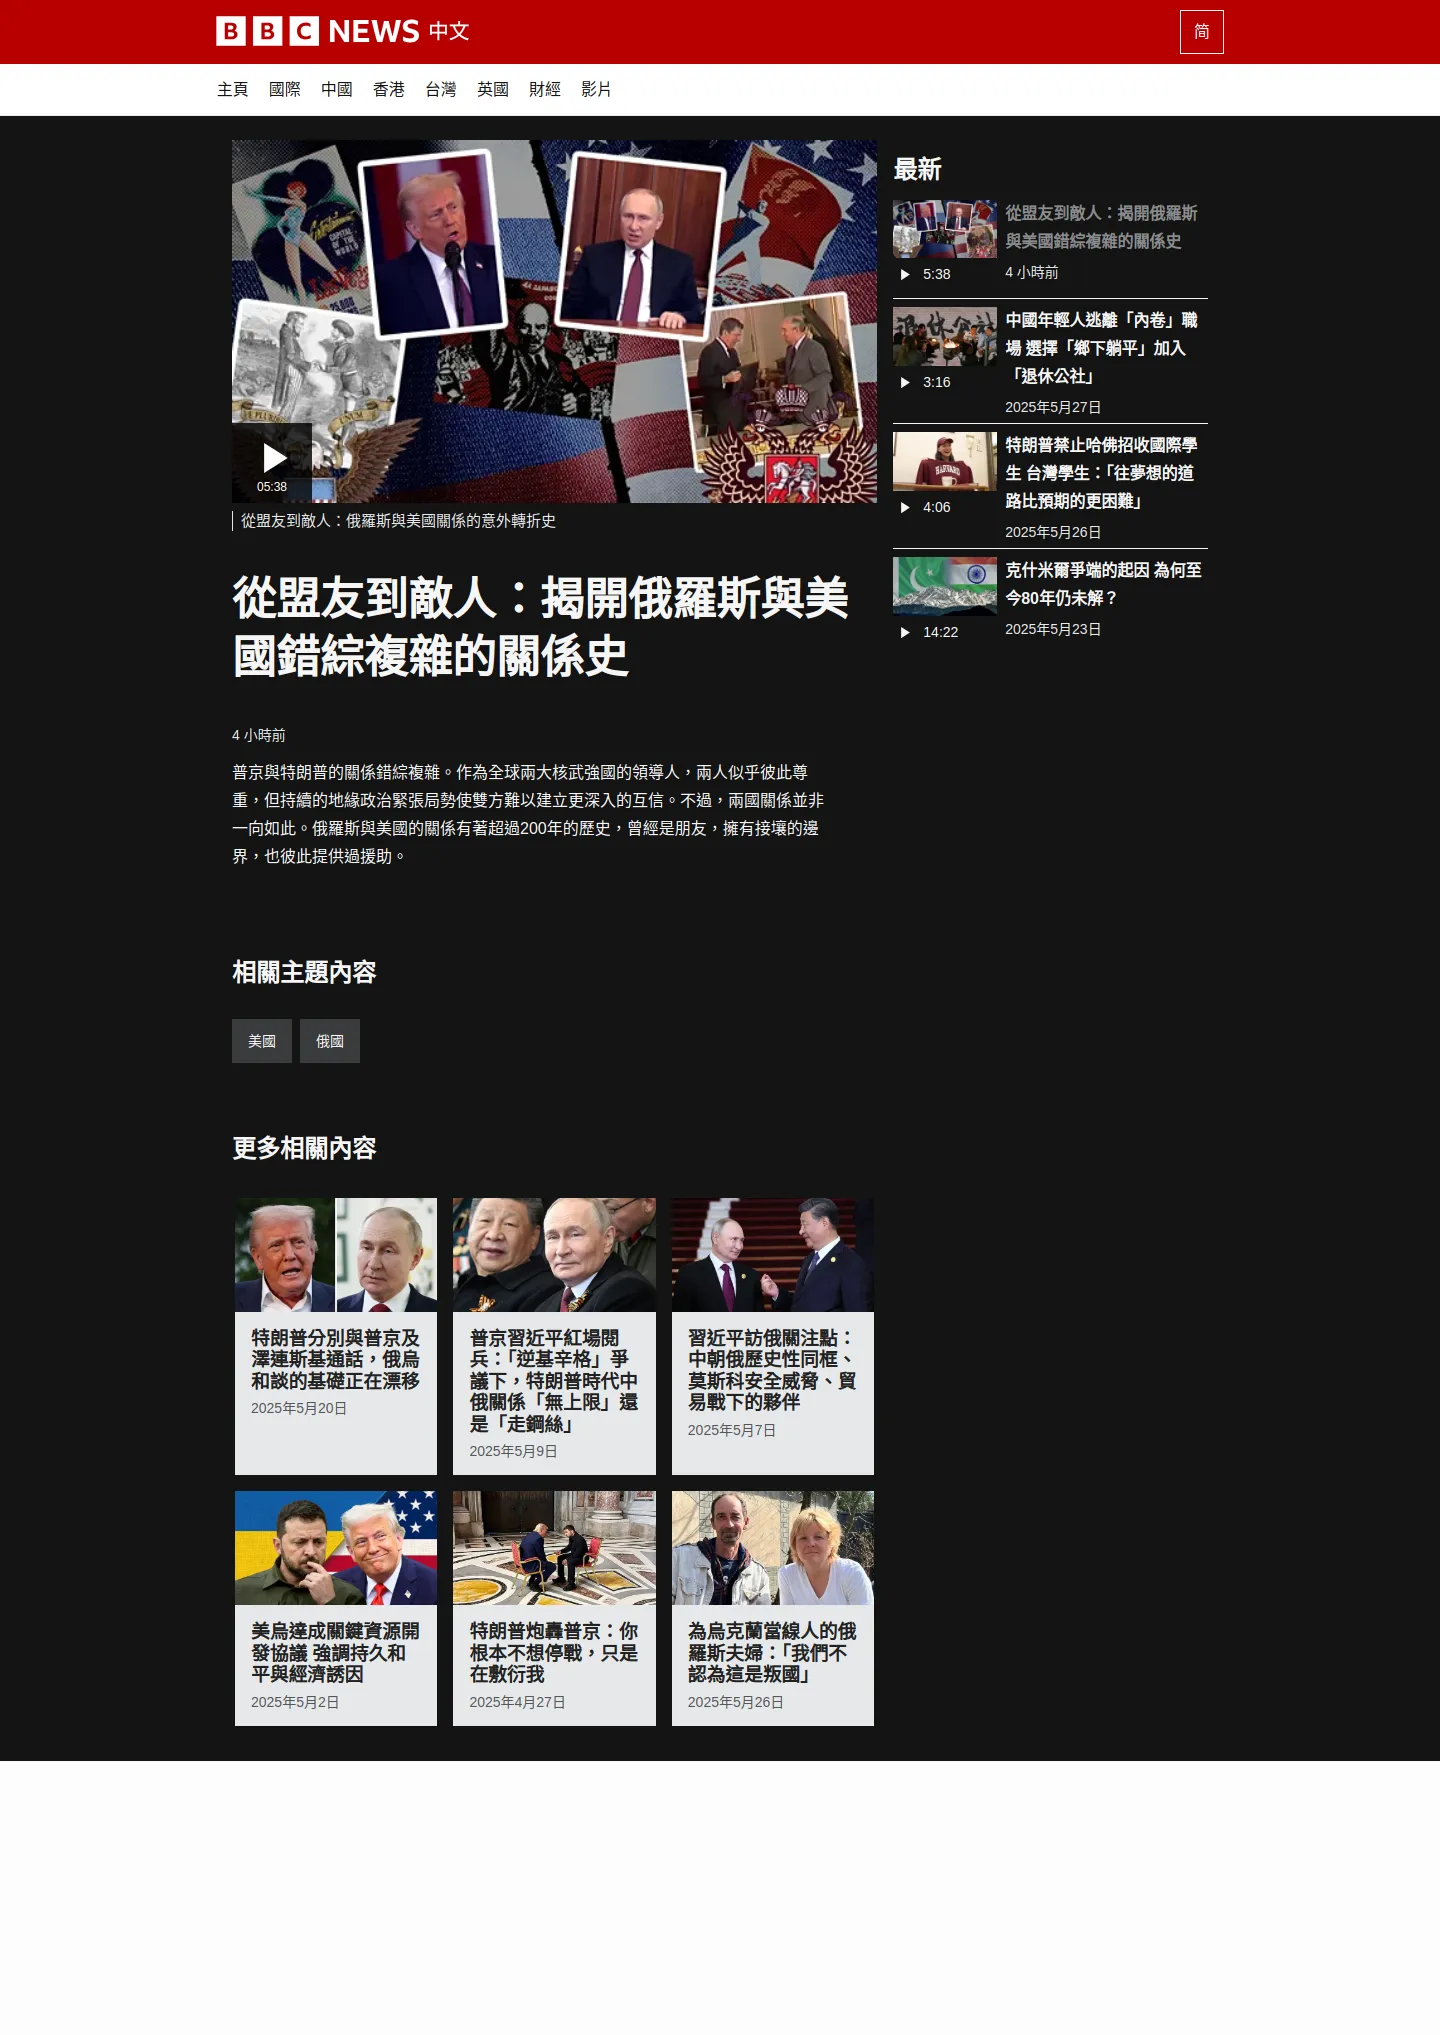 BBC NEWS 中文
简
主頁 國際 中國 香港 台灣 英國 財經 影片
CAPITAL OF THE WORLD
PLURIBUS UNUM
05:38
從盟友到敵人：俄羅斯與美國關係的意外轉折史
從盟友到敵人：揭開俄羅斯與美
國錯綜複雜的關係史
4 小時前
普京與特朗普的關係錯綜複雜。作為全球兩大核武強國的領導人，兩人似乎彼此尊
重，但持續的地緣政治緊張局勢使雙方難以建立更深入的互信。不過，兩國關係並非
一向如此。俄羅斯與美國的關係有著超過200年的歷史，曾經是朋友，擁有接壤的邊
界，也彼此提供過援助。
相關主題內容
美國
俄國
更多相關內容
特朗普分別與普京及
澤連斯基通話，俄烏
和談的基礎正在漂移
2025年5月20日
普京習近平紅場閱
兵：「逆基辛格」爭
議下，特朗普時代中
俄關係「無上限」還
是「走鋼絲」
2025年5月9日
習近平訪俄關注點：
中朝俄歷史性同框、
莫斯科安全威脅、貿
易戰下的夥伴
2025年5月7日
美烏達成關鍵資源開
發協議 強調持久和
平與經濟誘因
2025年5月2日
特朗普炮轟普京：你
根本不想停戰，只是
在敷衍我
2025年4月27日
為烏克蘭當線人的俄
羅斯夫婦：「我們不
認為這是叛國」
2025年5月26日
最新
從盟友到敵人：揭開俄羅斯
與美國錯綜複雜的關係史
5:38
4 小時前
中國年輕人逃離「內卷」職
場 選擇「鄉下躺平」加入
「退休公社」
3:16
2025年5月27日
HARVARD
特朗普禁止哈佛招收國際學
生 台灣學生：「往夢想的道
路比預期的更困難」
4:06
2025年5月26日
克什米爾爭端的起因 為何至
今80年仍未解？
14:22
2025年5月23日